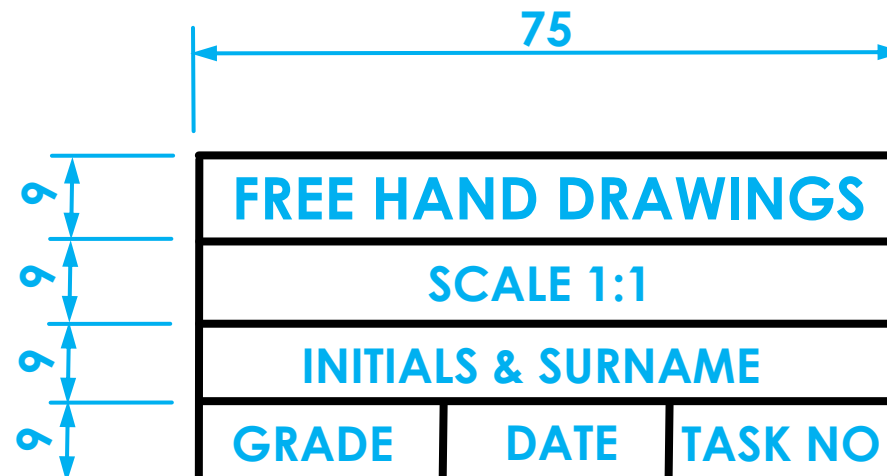 75
9
FREE HAND DRAWINGS
9
SCALE 1:1
9
INITIALS & SURNAME
9
GRADE DATE TASK NO